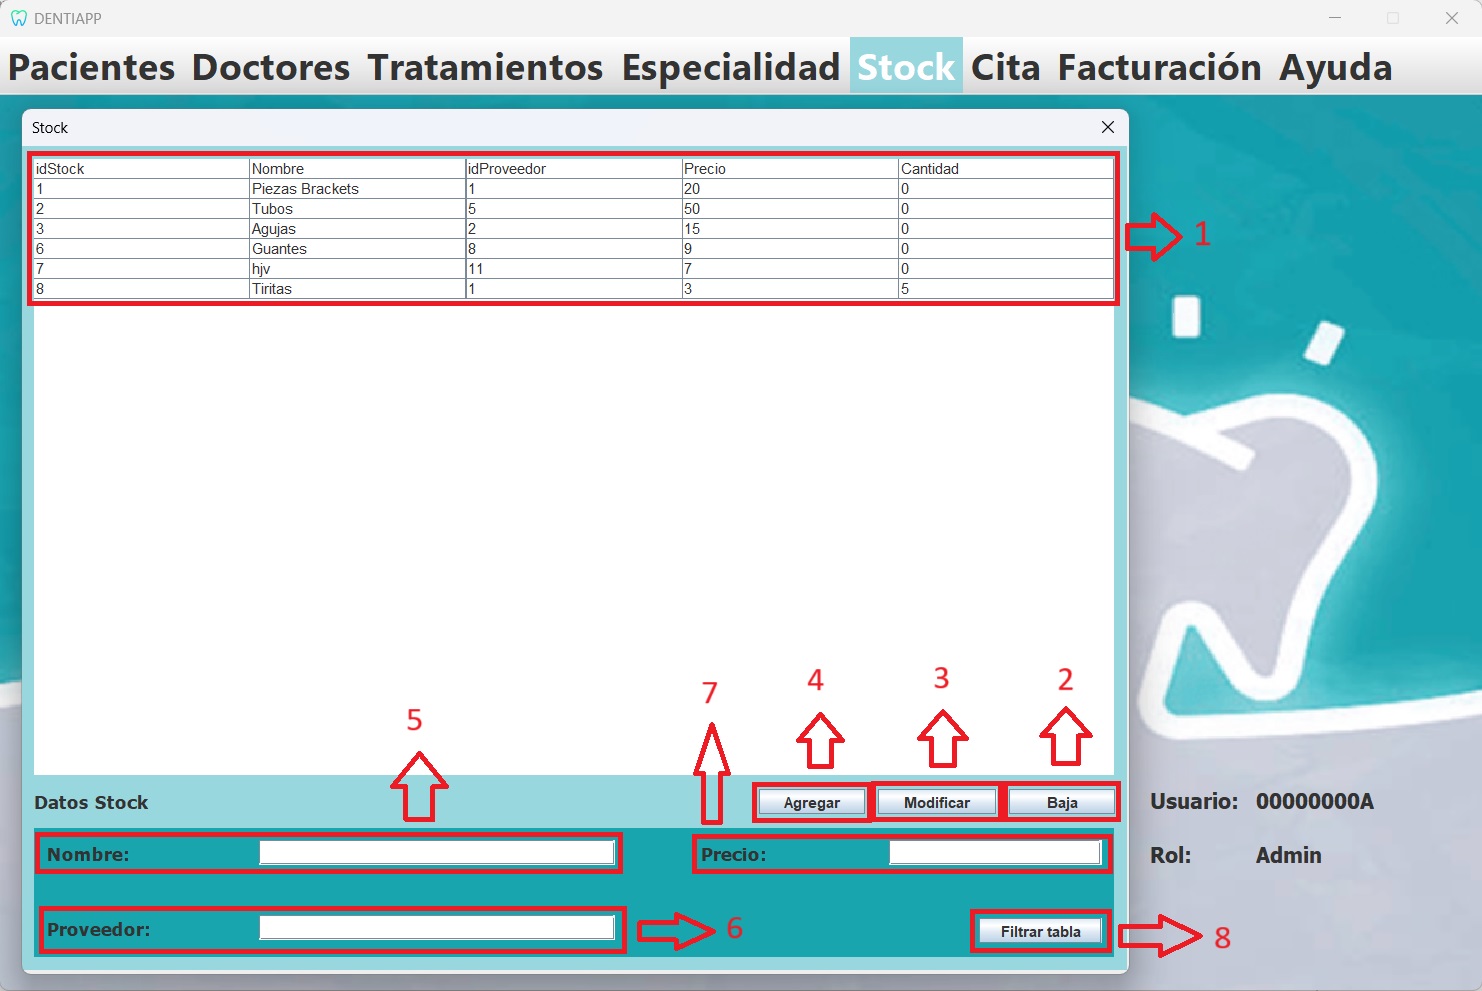 DENTIAPP
Pacientes Doctores Tratamientos Especialidad Stock Cita Facturación Ayuda
Stock
idStock Nombre idProveedor Precio Cantidad
1 Piezas Brackets 1 20 0
2 Tubos 5 50 0
3 Agujas 2 15 0
6 Guantes 8 9 0
7 hjv 11 7 0
8 Tiritas 1 3 5
1
5
7
4
3
2
Datos Stock
Agregar Modificar Baja
Usuario: 00000000A
Nombre:
Precio:
Rol: Admin
Proveedor:
6
Filtrar tabla
8